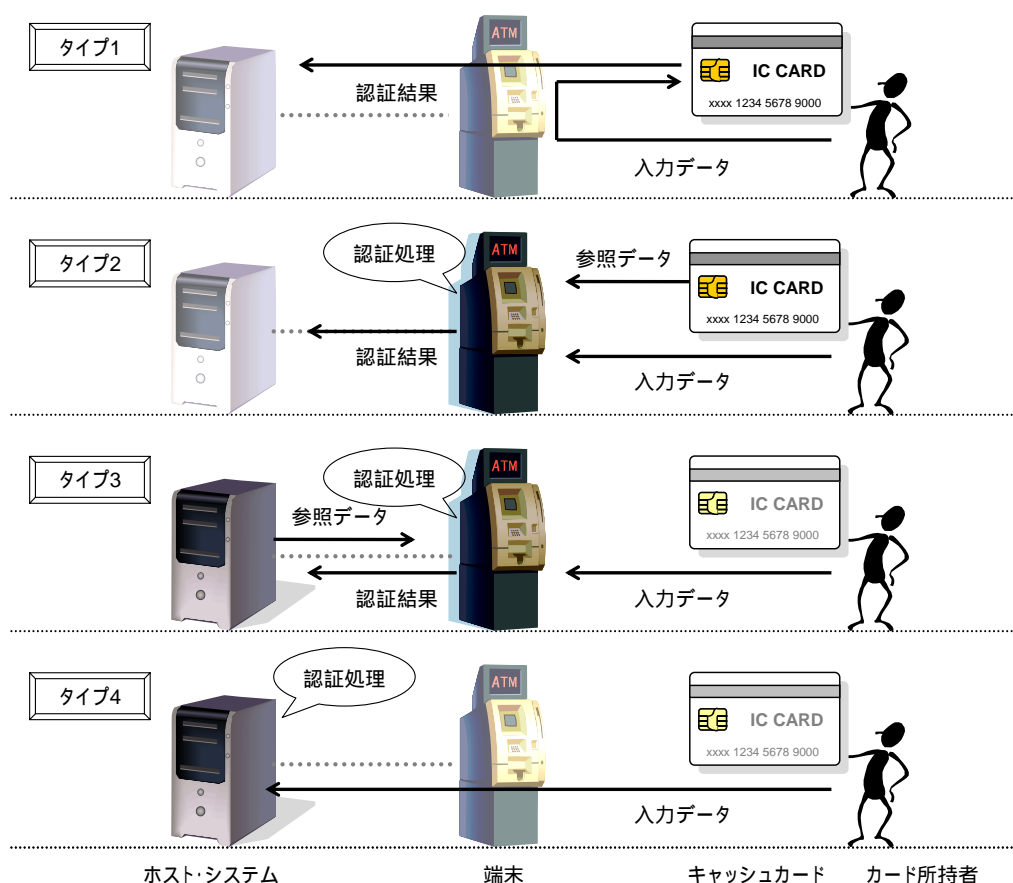 タイプ1
ATM
IC CARD
xxxx 1234 5678 9000
認証結果
入力データ
タイプ2
認証処理
ATM
参照データ
IC CARD
xxxx 1234 5678 9000
認証結果
入力データ
タイプ3
認証処理
ATM
参照データ
IC CARD
xxxx 1234 5678 9000
認証結果
入力データ
タイプ4
認証処理
ATM
IC CARD
xxxx 1234 5678 9000
入力データ
ホスト・システム 端末 キャッシュカード カード所持者